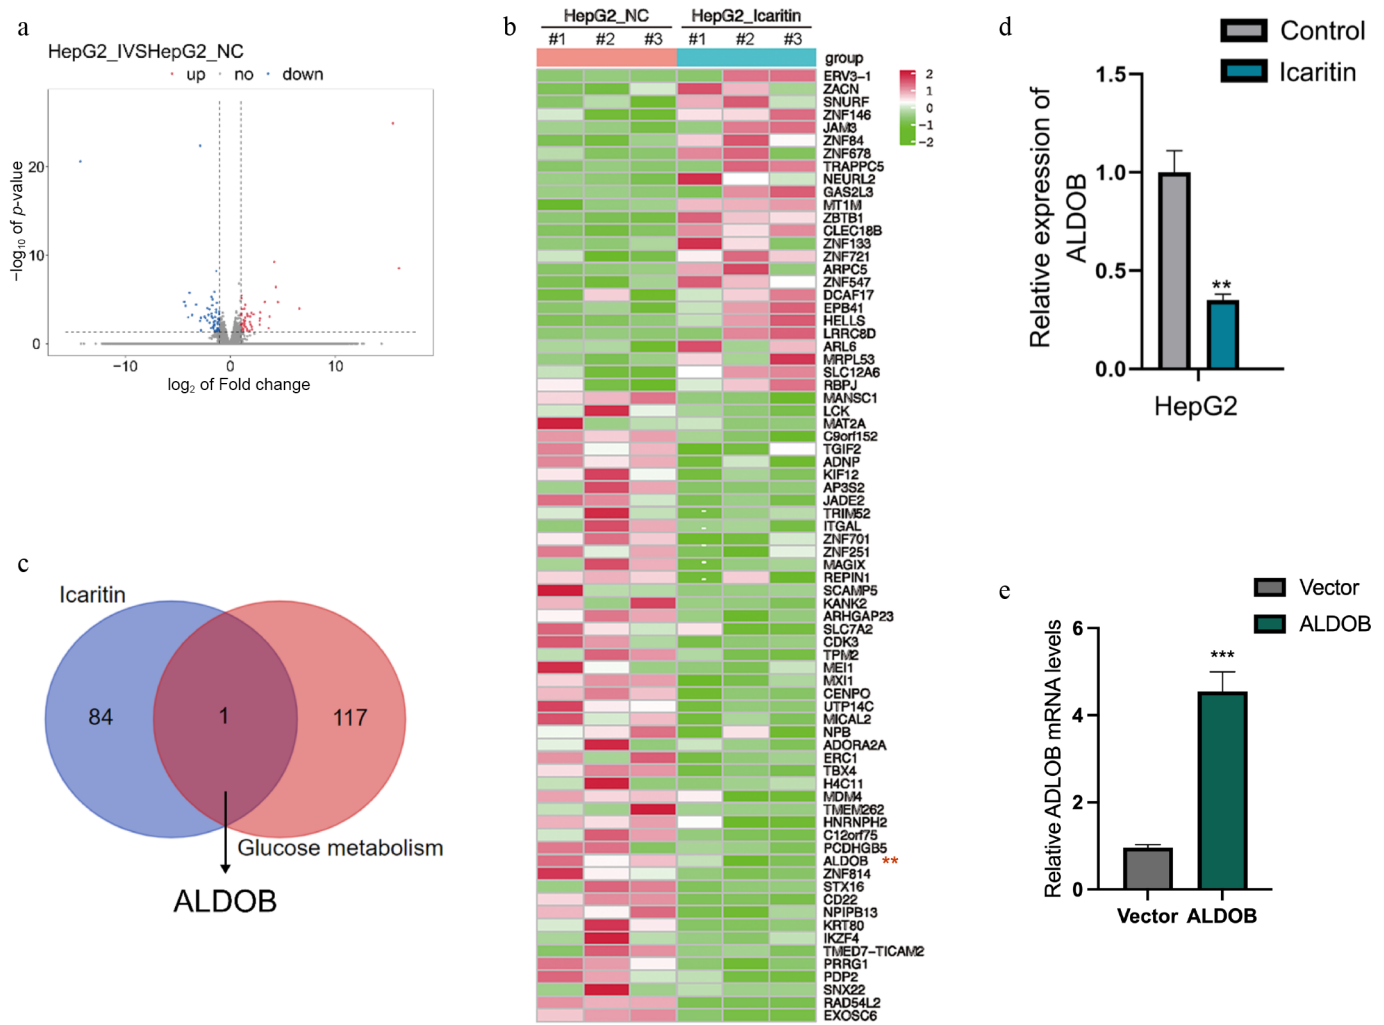 a
HepG2_IVSHepG2_NC
up no down
−log10 of p-value
20
10
0
−10 0 10
log2 of Fold change
b
HepG2_NC HepG2_Icaritin
#1 #2 #3 #1 #2 #3
group
ERV3−1
ZACN
SNURF
ZNF146
JAM3
ZNF84
ZNF678
TRAPPC5
NEURL2
GAS2L3
MT1M
ZBTB1
CLEC18B
ZNF133
ZNF721
ARPC5
ZNF547
DCAF17
EPB41
HELLS
LRRC8D
ARL6
MRPL53
SLC12A6
RBPJ
MANSC1
LCK
MAT2A
C9orf152
TGIF2
ADNP
KIF12
AP3S2
JADE2
TRIM52
ITGAL
ZNF701
ZNF251
MAGIX
REPIN1
SCAMP5
KANK2
ARHGAP23
SLC7A2
CDK3
TPM2
MEI1
MXI1
CENPO
UTP14C
MICAL2
NPB
ADORA2A
ERC1
TBX4
H4C11
MDM4
TMEM262
HNRNPH2
C12orf75
PCDHGB5
ALDOB **
ZNF814
STX16
CD22
NPIPB13
KRT80
IKZF4
TMED7−TICAM2
PRRG1
PDP2
SNX22
RAD54L2
EXOSC6
2
1
0
−1
−2
c
Icaritin
84 1 117
Glucose metabolism
ALDOB
d
Control
Icaritin
Relative expression of
ALDOB
1.5
1.0
0.5
0.0
**
HepG2
e
Vector
ALDOB
Relative ADLOB mRNA levels
6
4
2
0
***
Vector ALDOB